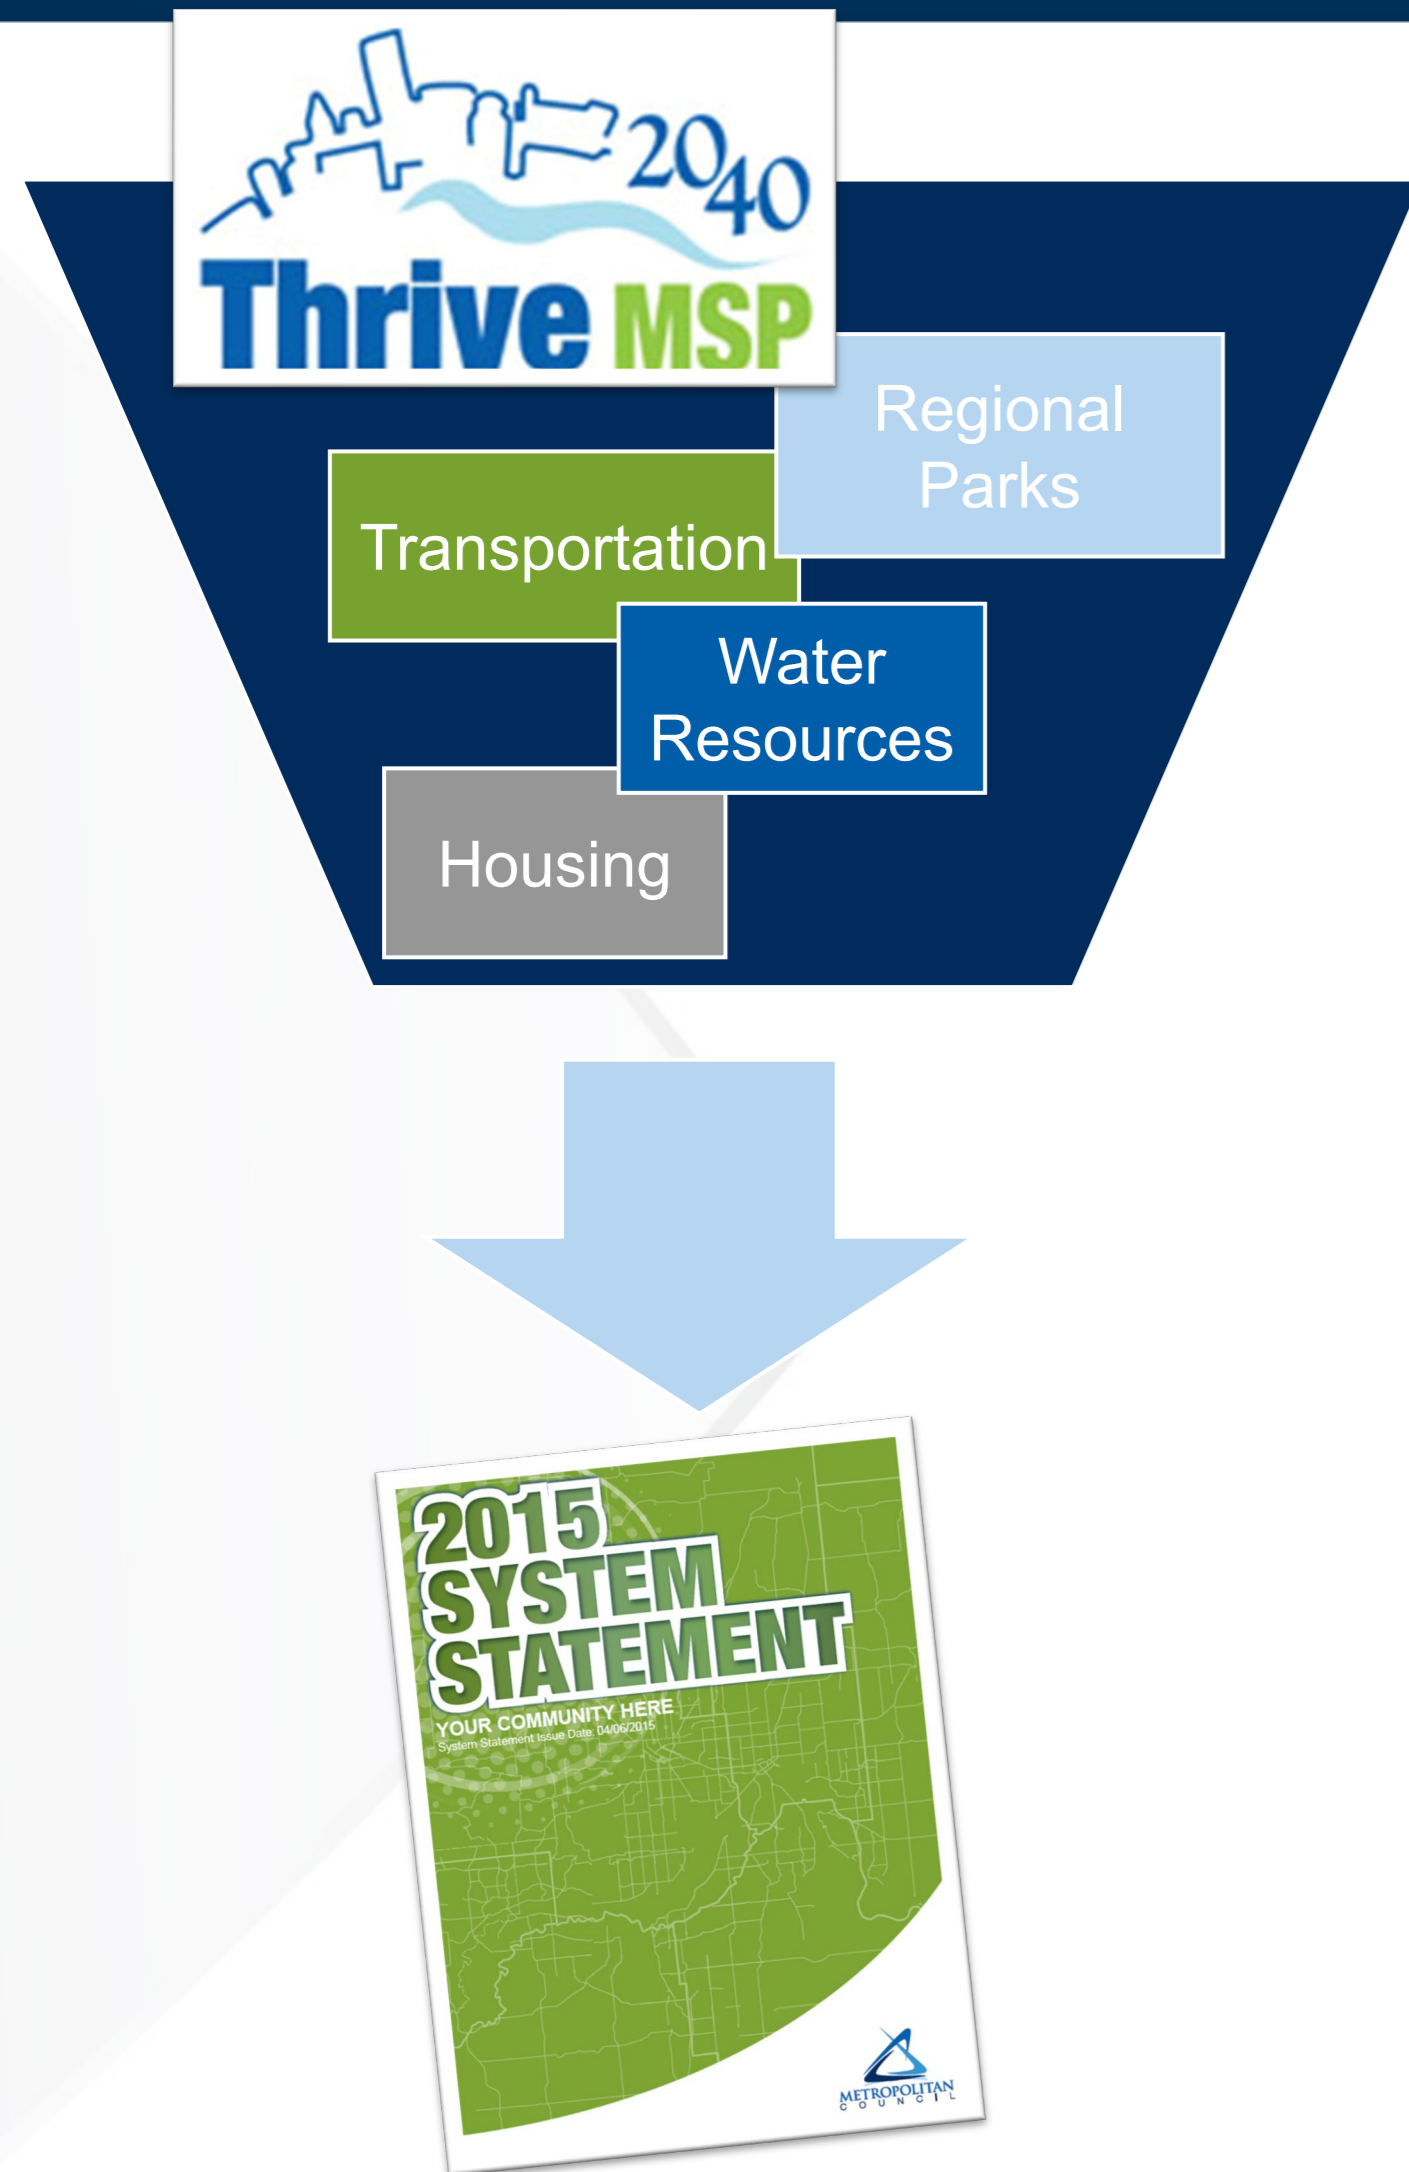 2040
Thrive MSP
Regional
Parks
Transportation
Water
Resources
Housing
2015
SYSTEM
STATEMENT
YOUR COMMUNITY HERE
System Statement Issue Date: 04/06/2015
METROPOLITAN
COUNCIL